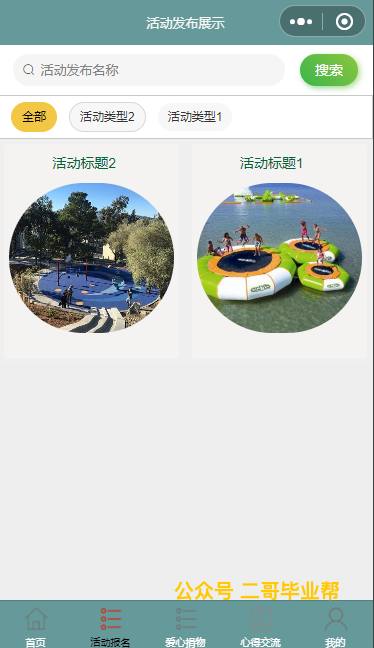 活动发布展示
活动发布名称
搜索
全部 活动类型2 活动类型1
活动标题2 活动标题1
公众号 二哥毕业帮
首页 活动报名 爱心捐物 心得交流 我的